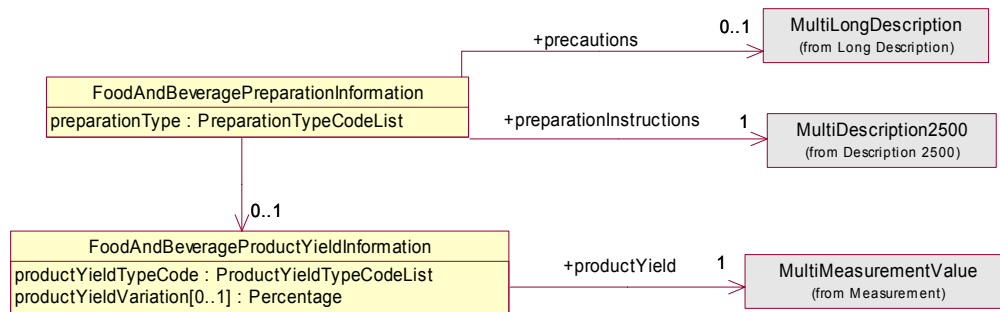 MultiLongDescription
(from Long Description)
0..1
+precautions
FoodAndBeveragePreparationInformation
preparationType : PreparationTypeCodeList
+preparationInstructions
1
MultiDescription2500
(from Description 2500)
0..1
FoodAndBeverageProductYieldInformation
productYieldTypeCode : ProductYieldTypeCodeList
productYieldVariation[0..1] : Percentage
+productYield
1
MultiMeasurementValue
(from Measurement)